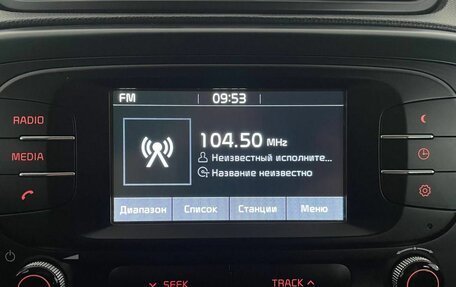 FM 09:53
RADIO
104.50 MHz
MEDIA
Неизвестный исполните...
Название неизвестно
Диапазон Список Станции Меню
SEEK TRACK